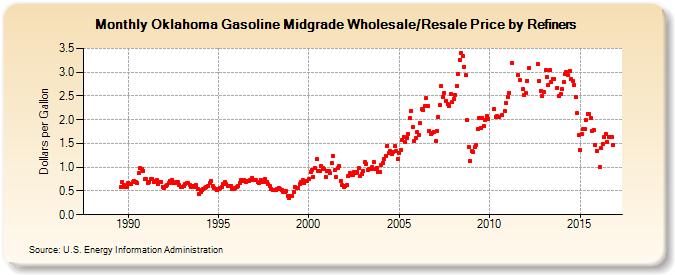 Monthly Oklahoma Gasoline Midgrade Wholesale/Resale Price by Refiners
Dollars per Gallon
3.5
3.0
2.5
2.0
1.5
1.0
0.5
0.0
1990 1995 2000 2005 2010 2015
Source: U.S. Energy Information Administration